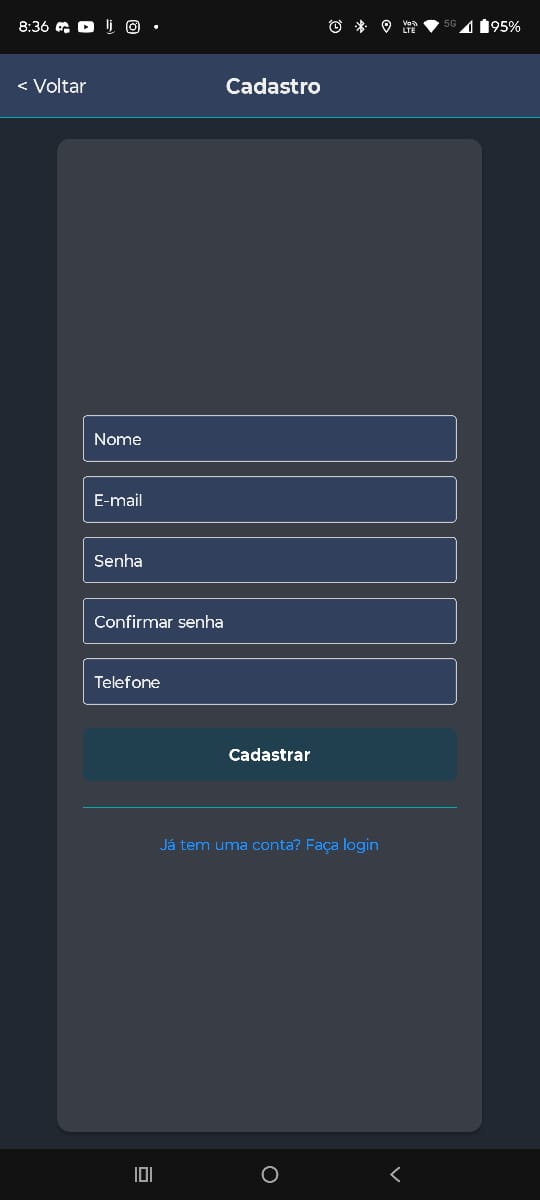 8:36
Vo)) LTE
5G
95%
< Voltar
Cadastro
Nome
E-mail
Senha
Confirmar senha
Telefone
Cadastrar
Já tem uma conta? Faça login